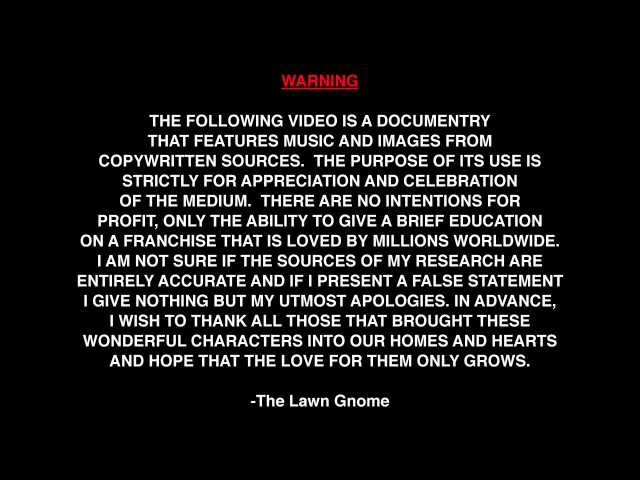 WARNING
THE FOLLOWING VIDEO IS A DOCUMENTRY
THAT FEATURES MUSIC AND IMAGES FROM
COPYWRITTEN SOURCES.  THE PURPOSE OF ITS USE IS
STRICTLY FOR APPRECIATION AND CELEBRATION
OF THE MEDIUM.  THERE ARE NO INTENTIONS FOR
PROFIT, ONLY THE ABILITY TO GIVE A BRIEF EDUCATION
ON A FRANCHISE THAT IS LOVED BY MILLIONS WORLDWIDE.
I AM NOT SURE IF THE SOURCES OF MY RESEARCH ARE
ENTIRELY ACCURATE AND IF I PRESENT A FALSE STATEMENT
I GIVE NOTHING BUT MY UTMOST APOLOGIES. IN ADVANCE,
I WISH TO THANK ALL THOSE THAT BROUGHT THESE
WONDERFUL CHARACTERS INTO OUR HOMES AND HEARTS
AND HOPE THAT THE LOVE FOR THEM ONLY GROWS.
-The Lawn Gnome